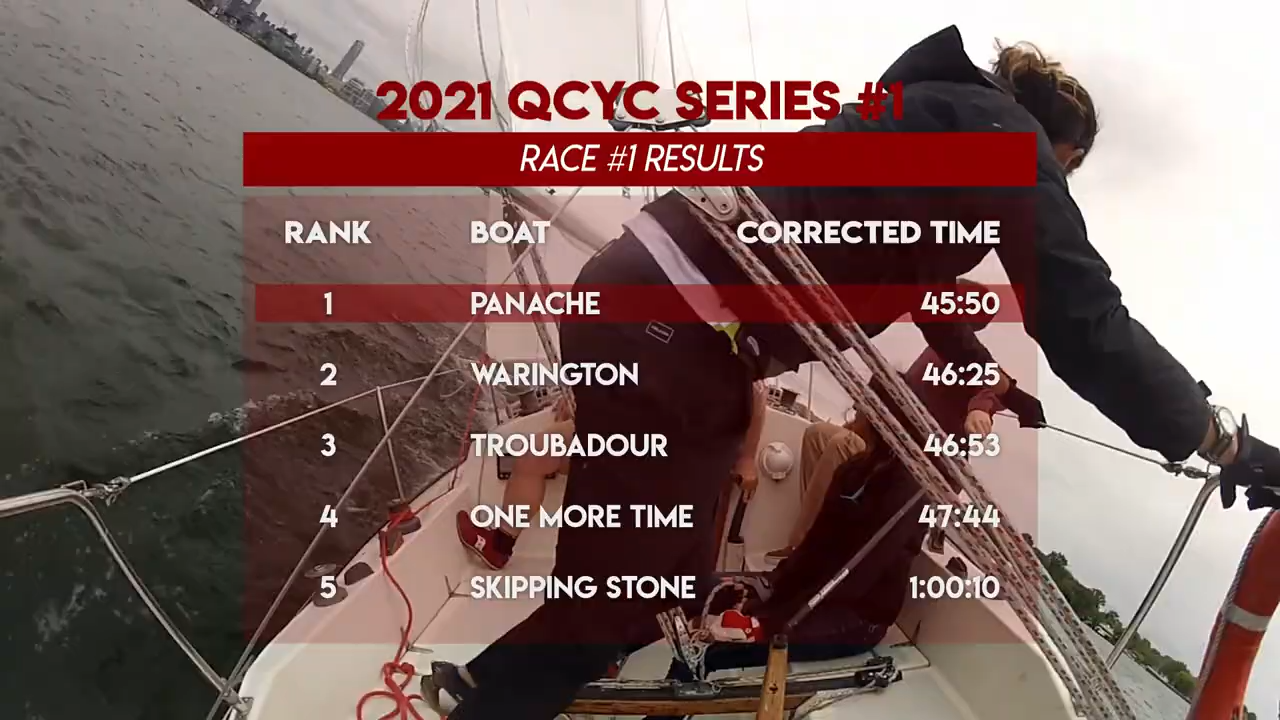 2021 QCYC SERIES #1
RACE #1 RESULTS
RANK BOAT CORRECTED TIME
1 PANACHE 45:50
2 WARINGTON 46:25
3 TROUBADOUR 46:53
4 ONE MORE TIME 47:44
5 SKIPPING STONE 1:00:10